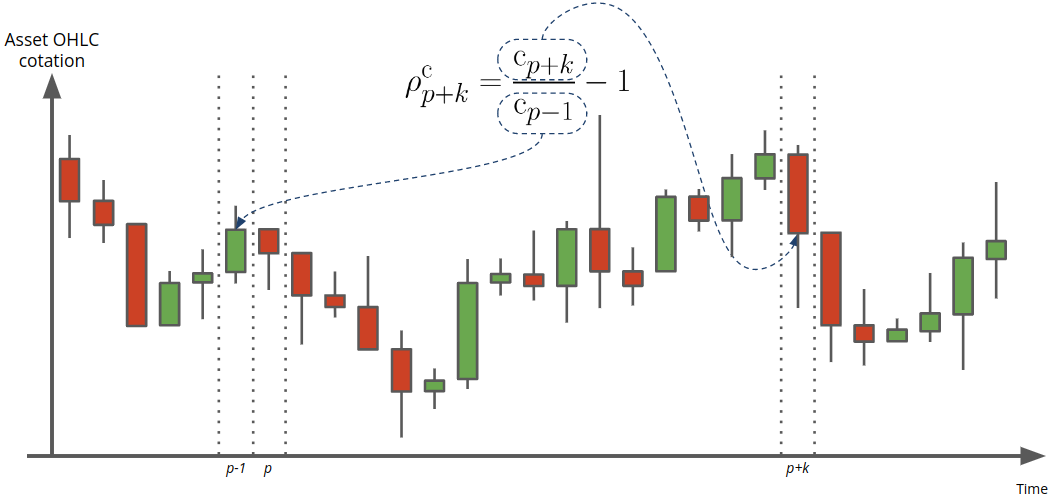 Asset OHLC
cotation
ρ^c_{p+k} = c_{p+k} / c_{p−1} − 1
p-1 p p+k
Time